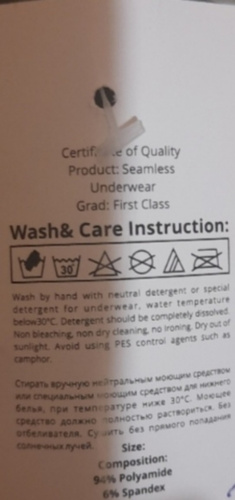 Certificate of Quality
Product: Seamless
Underwear
Grad: First Class
Wash& Care Instruction:
30°
Wash by hand with neutral detergent or special
detergent for underwear, water temperature
below30°C. Detergent should be completely dissolved.
Non bleaching, non dry cleaning, no ironing. Dry out of
sunlight. Avoid using PES control agents such as
camphor.
Стирать вручную нейтральным моющим средством
или специальным моющим средством для нижнего
белья, при температуре ниже 30°C. Моющее
средство должно полностью раствориться. Без
отбеливателя. Сушить без прямого попадания
солнечных лучей.
Size:
Composition:
94% Polyamide
6% Spandex